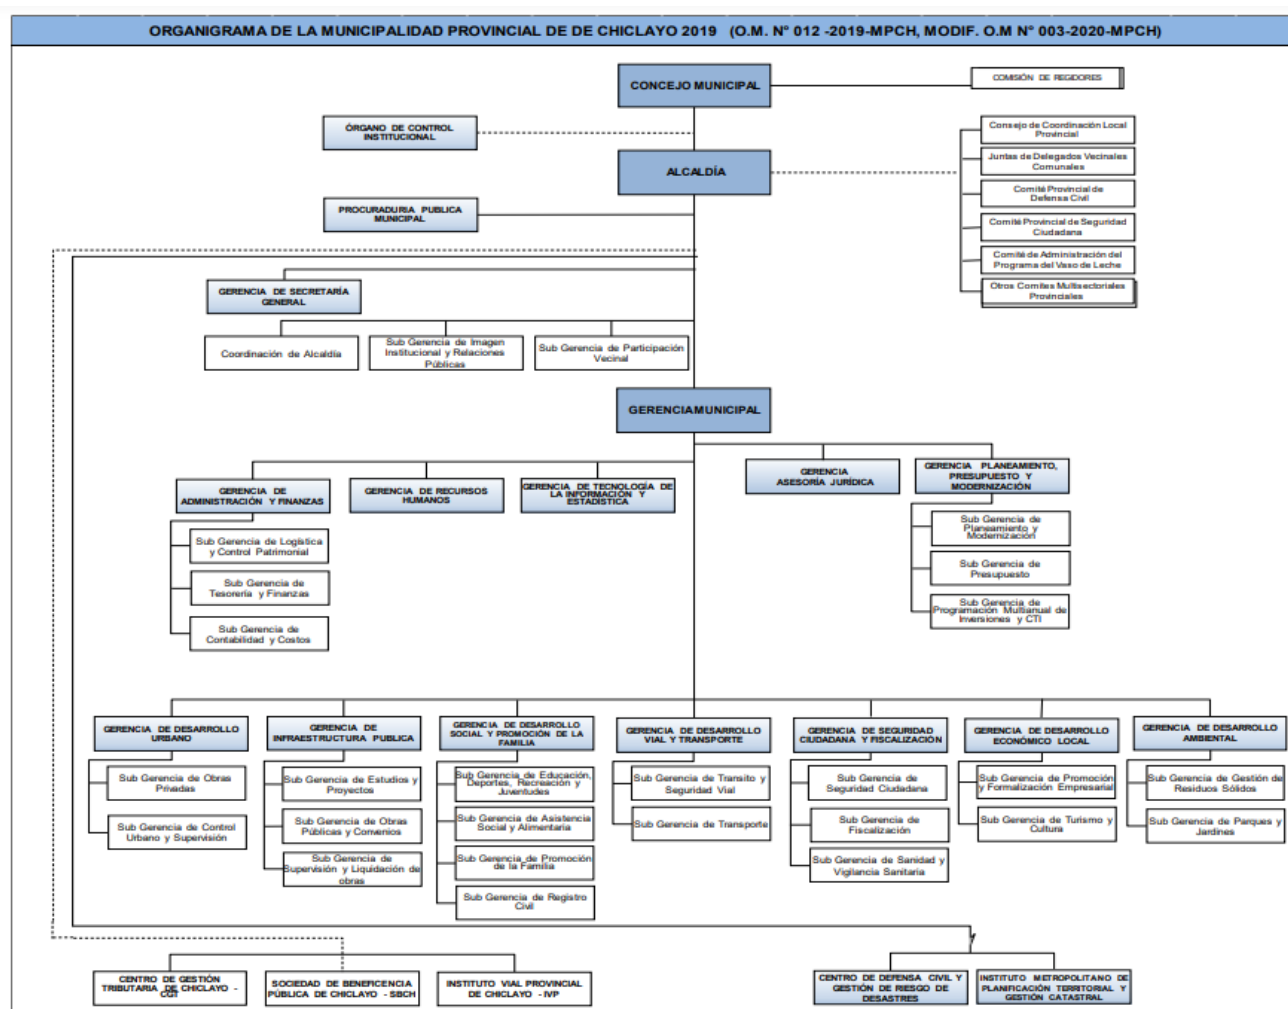 ORGANIGRAMA DE LA MUNICIPALIDAD PROVINCIAL DE DE CHICLAYO 2019 (O.M. N° 012 -2019-MPCH, MODIF. O.M N° 003-2020-MPCH)
CONCEJO MUNICIPAL
COMISIÓN DE REGIDORES
ÓRGANO DE CONTROL
INSTITUCIONAL
ALCALDÍA
Consejo de Coordinación Local
Provincial
Juntas de Delegados Vecinales
Comunales
Comité Provincial de
Defensa Civil
Comité Provincial de Seguridad
Ciudadana
Comité de Administración del
Programa del Vaso de Leche
Otros Comites Multisectoriales
Provinciales
PROCURADURIA PUBLICA
MUNICIPAL
GERENCIA DE SECRETARÍA
GENERAL
Coordinación de Alcaldía
Sub Gerencia de Imagen
Institucional y Relaciones
Públicas
Sub Gerencia de Participación
Vecinal
GERENCIA MUNICIPAL
GERENCIA DE
ADMINISTRACIÓN Y FINANZAS
GERENCIA DE RECURSOS
HUMANOS
GERENCIA DE TECNOLOGÍA DE
LA INFORMACIÓN Y
ESTADÍSTICA
GERENCIA
ASESORÍA JURÍDICA
GERENCIA PLANEAMIENTO,
PRESUPUESTO Y
MODERNIZACIÓN
Sub Gerencia de Logística
y Control Patrimonial
Sub Gerencia de
Tesorería y Finanzas
Sub Gerencia de
Contabilidad y Costos
Sub Gerencia de
Planeamiento y
Modernización
Sub Gerencia de
Presupuesto
Sub Gerencia de
Programación Multianual de
Inversiones y CTI
GERENCIA DE DESARROLLO
URBANO
Sub Gerencia de Obras
Privadas
Sub Gerencia de Control
Urbano y Supervisión
GERENCIA DE
INFRAESTRUCTURA PUBLICA
Sub Gerencia de Estudios y
Proyectos
Sub Gerencia de Obras
Públicas y Convenios
Sub Gerencia de
Supervisión y Liquidación de
obras
GERENCIA DE DESARROLLO
SOCIAL Y PROMOCIÓN DE LA
FAMILIA
Sub Gerencia de Educación,
Deportes, Recreación y
Juventudes
Sub Gerencia de Asistencia
Social y Alimentaria
Sub Gerencia de Promoción
de la Familia
Sub Gerencia de Registro
Civil
GERENCIA DE DESARROLLO
VIAL Y TRANSPORTE
Sub Gerencia de Transito y
Seguridad Vial
Sub Gerencia de Transporte
GERENCIA DE SEGURIDAD
CIUDADANA Y FISCALIZACIÓN
Sub Gerencia de
Seguridad Ciudadana
Sub Gerencia de
Fiscalización
Sub Gerencia de Sanidad y
Vigilancia Sanitaria
GERENCIA DE DESARROLLO
ECONÓMICO LOCAL
Sub Gerencia de Promoción
y Formalización Empresarial
Sub Gerencia de Turismo y
Cultura
GERENCIA DE DESARROLLO
AMBIENTAL
Sub Gerencia de Gestión de
Residuos Sólidos
Sub Gerencia de Parques y
Jardines
CENTRO DE GESTIÓN
TRIBUTARIA DE CHICLAYO -
CGT
SOCIEDAD DE BENEFICENCIA
PÚBLICA DE CHICLAYO - SBCH
INSTITUTO VIAL PROVINCIAL
DE CHICLAYO - IVP
CENTRO DE DEFENSA CIVIL Y
GESTIÓN DE RIESGO DE
DESASTRES
INSTITUTO METROPOLITANO DE
PLANIFICACIÓN TERRITORIAL Y
GESTIÓN CATASTRAL